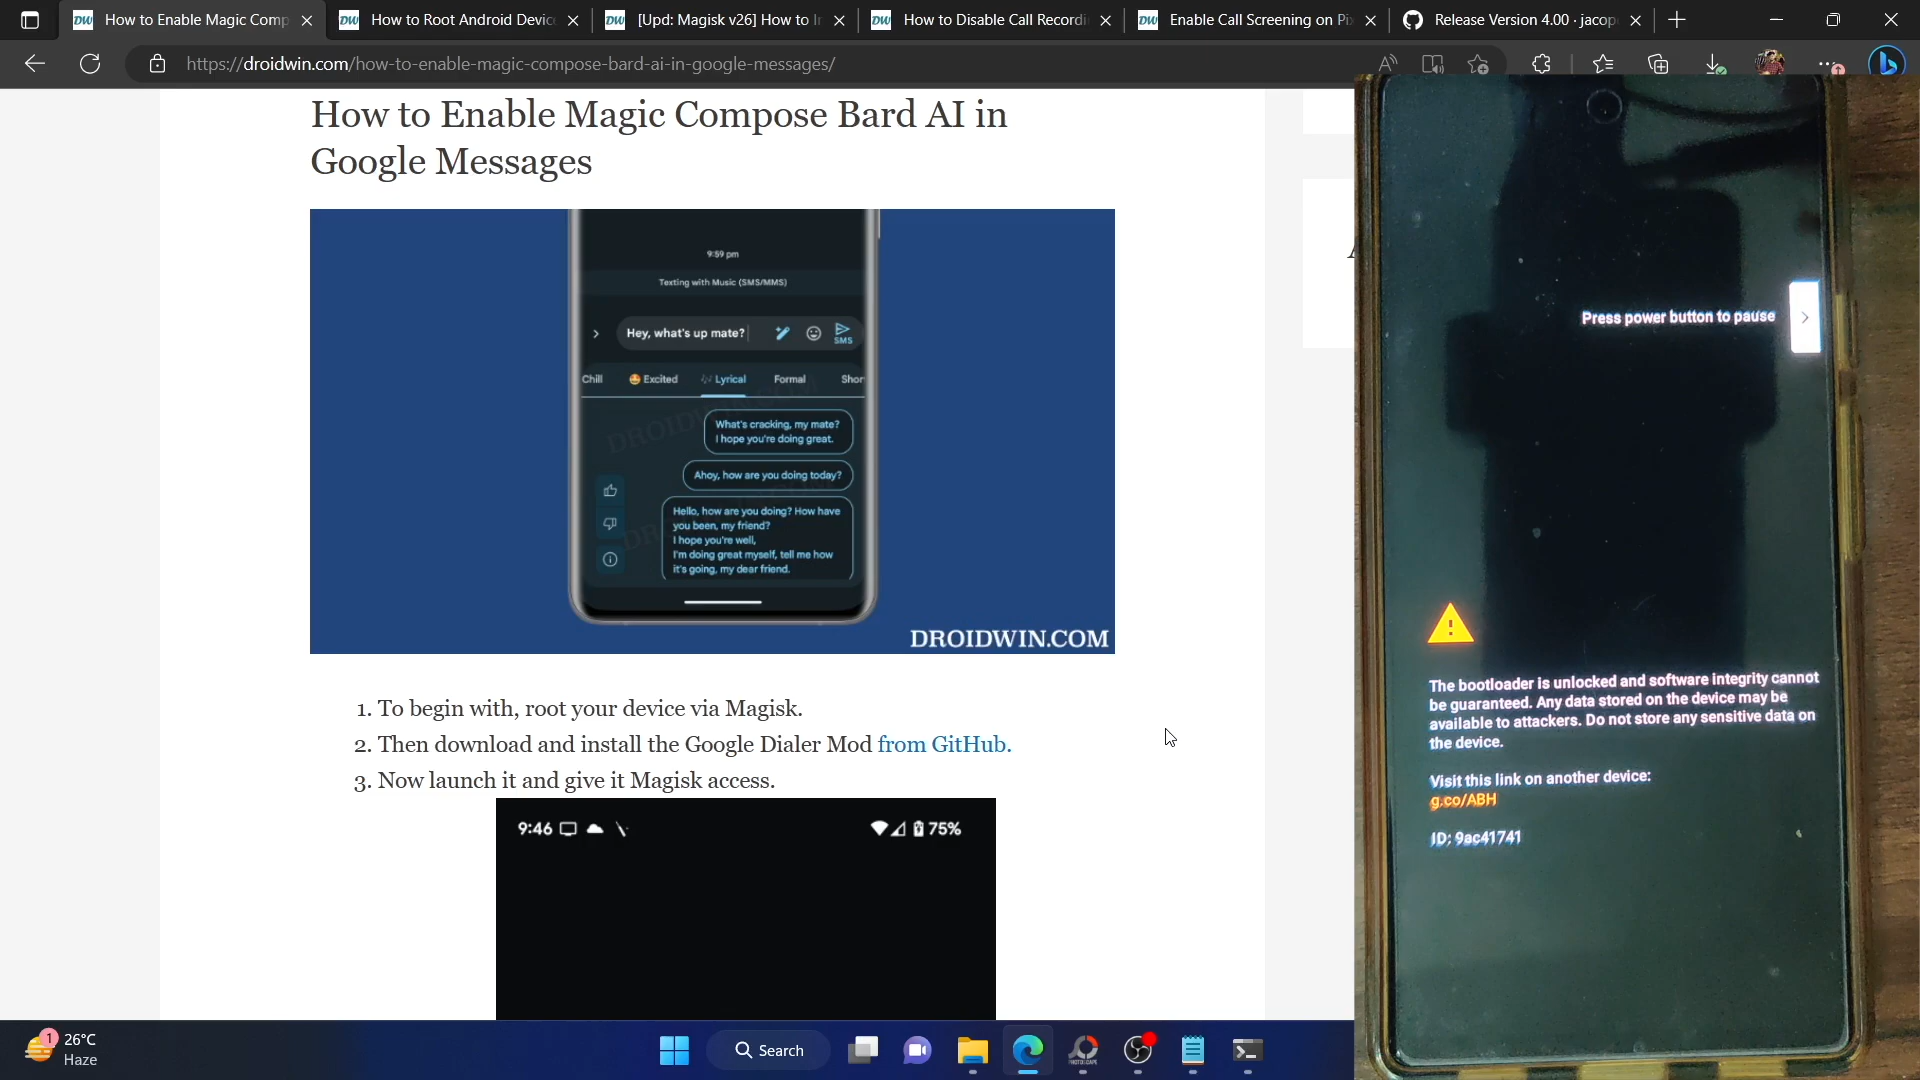 How to Enable Magic Comp
How to Root Android Devic
[Upd: Magisk v26] How to I
How to Disable Call Recordi
Enable Call Screening on Pi
Release Version 4.00 · jacop
https://droidwin.com/how-to-enable-magic-compose-bard-ai-in-google-messages/
How to Enable Magic Compose Bard AI in
Google Messages
9:59 pm
Texting with Music (SMS/MMS)
Hey, what's up mate?
SMS
Chill
Excited
Lyrical
Formal
Shor
What's cracking, my mate?
I hope you're doing great.
Ahoy, how are you doing today?
Hello, how are you doing? How have
you been, my friend?
I hope you're well,
I'm doing great myself, tell me how
it's going, my dear friend.
DROIDWIN.COM
1. To begin with, root your device via Magisk.
2. Then download and install the Google Dialer Mod from GitHub.
3. Now launch it and give it Magisk access.
9:46
75%
Press power button to pause
The bootloader is unlocked and software integrity cannot
be guaranteed. Any data stored on the device may be
available to attackers. Do not store any sensitive data on
the device.
Visit this link on another device:
g.co/ABH
ID: 9ac41741
1
26°C
Haze
Search